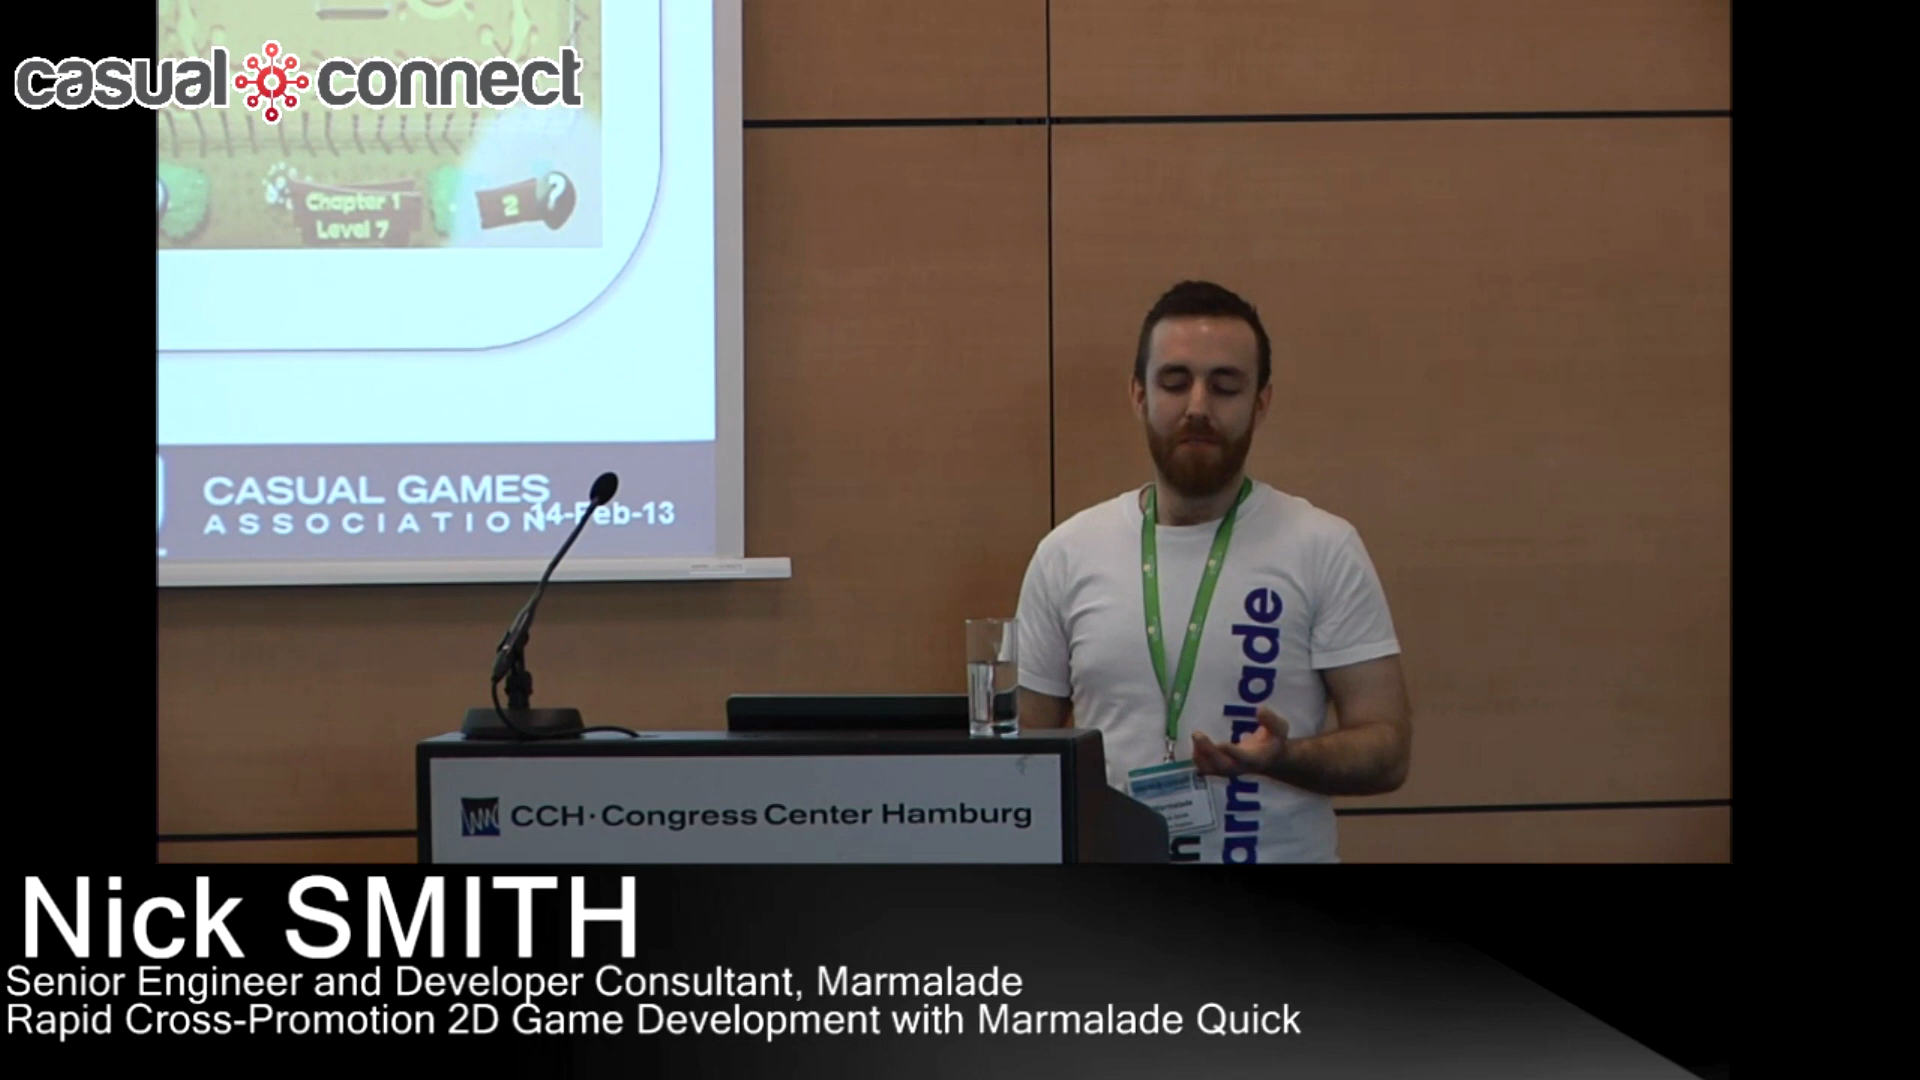 casual connect
Chapter 1
Level 7
2 ?
CASUAL GAMES
ASSOCIATION
14-Feb-13
marmalade
Marmalade
CCH·Congress Center Hamburg
Nick SMITH
Senior Engineer and Developer Consultant, Marmalade
Rapid Cross-Promotion 2D Game Development with Marmalade Quick